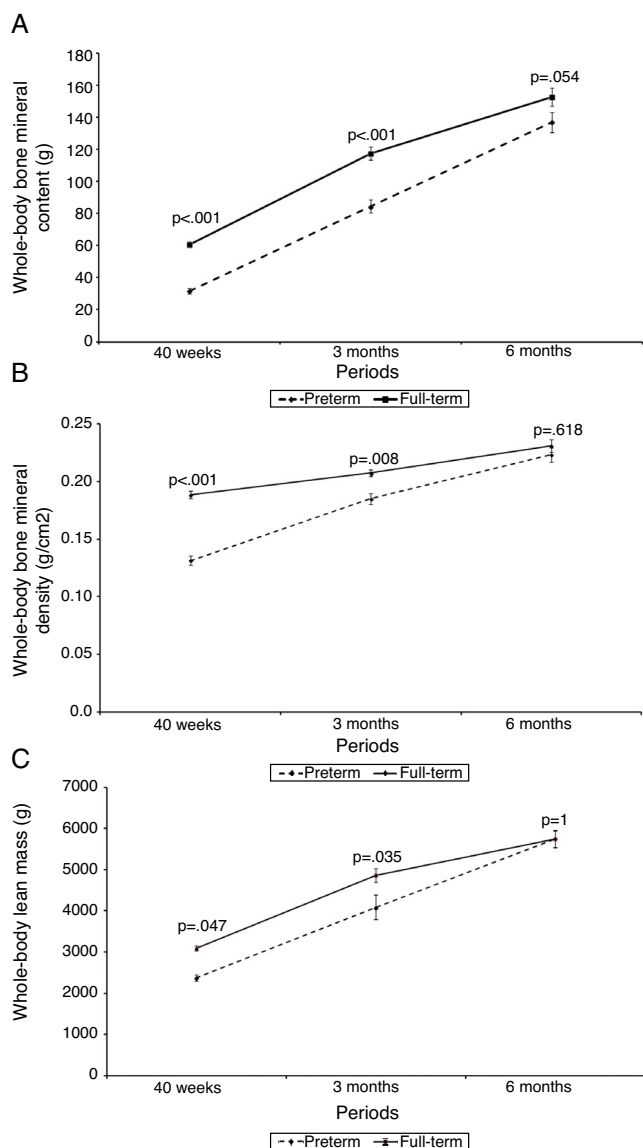 A
Whole-body bone mineral
content (g)
180
160
140
120
100
80
60
40
20
0
p<.001
p<.001
p=.054
40 weeks
3 months
6 months
Periods
Preterm Full-term
B
Whole-body bone mineral
density (g/cm2)
0.25
0.20
0.15
0.10
0.05
0.0
p<.001
p=.008
p=.618
40 weeks
3 months
6 months
Periods
Preterm Full-term
C
Whole-body lean mass (g)
7000
6000
5000
4000
3000
2000
1000
0
p=.047
p=.035
p=1
40 weeks
3 months
6 months
Periods
Preterm Full-term